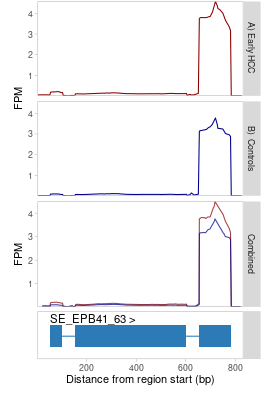 4
3
2
1
FPM
A) Early HCC
4
3
2
1
B) Controls
4
3
2
1
FPM
Combined
SE_EPB41_63 >
200 400 600 800
Distance from region start (bp)